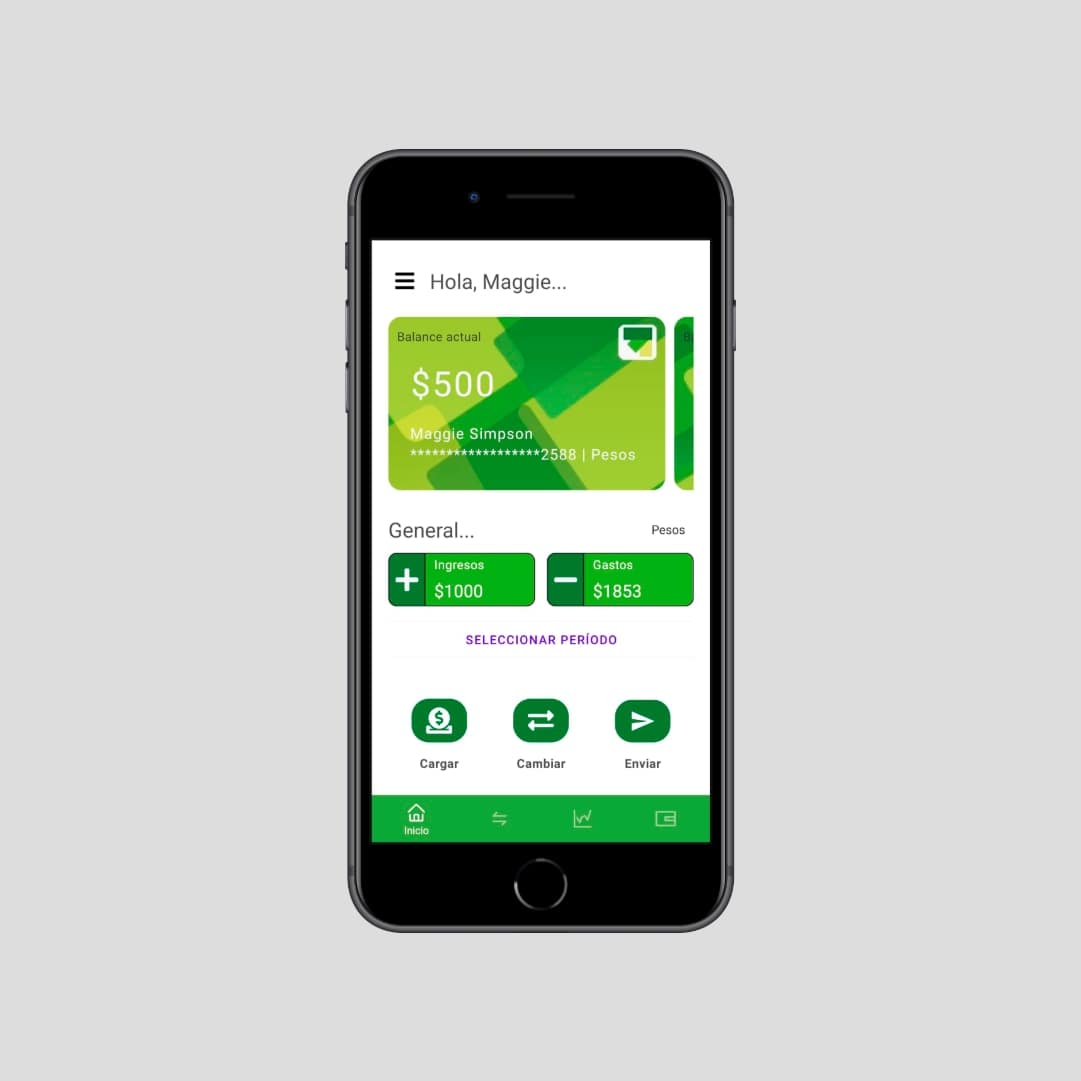 Hola, Maggie...
Balance actual
$500
Maggie Simpson
******************2588 | Pesos
General...
Pesos
Ingresos
$1000
Gastos
$1853
SELECCIONAR PERÍODO
Cargar
Cambiar
Enviar
Inicio